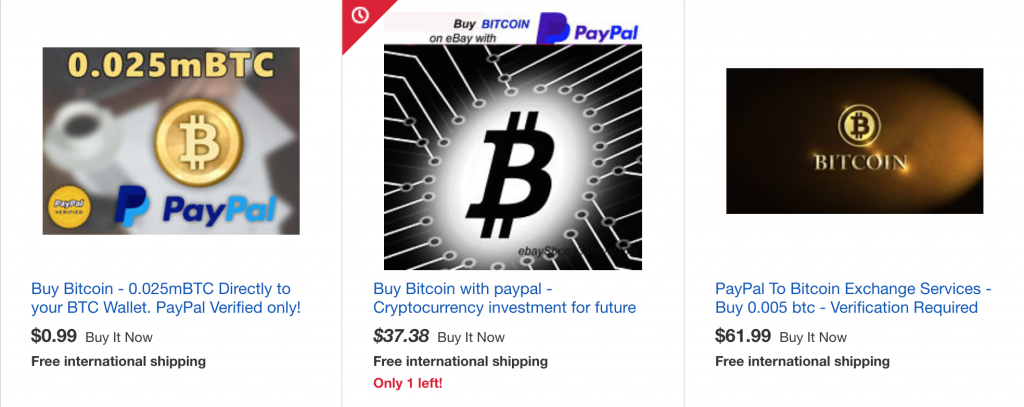 0.025mBTC
PayPal
VERIFIED
PayPal
Buy Bitcoin - 0.025mBTC Directly to
your BTC Wallet. PayPal Verified only!
$0.99 Buy It Now
Free international shipping
Buy BITCOIN
on eBay with
PayPal
Buy Bitcoin with paypal -
Cryptocurrency investment for future
$37.38 Buy It Now
Free international shipping
Only 1 left!
BITCOIN
PayPal To Bitcoin Exchange Services -
Buy 0.005 btc - Verification Required
$61.99 Buy It Now
Free international shipping